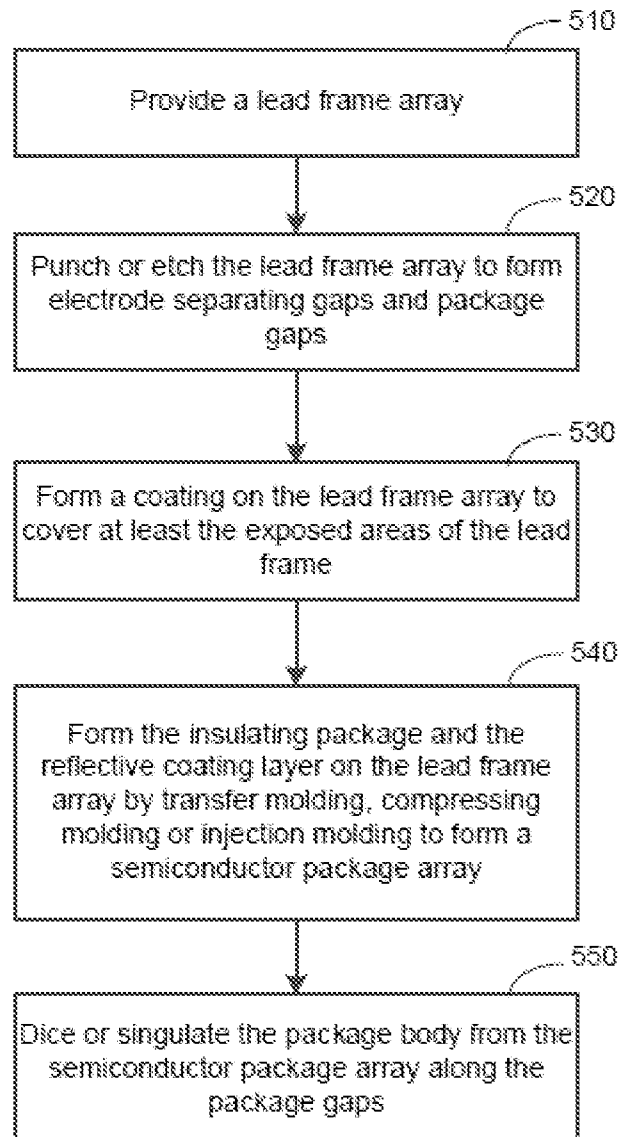 510
Provide a lead frame array
520
Punch or etch the lead frame array to form
electrode separating gaps and package
gaps
530
Form a coating on the lead frame array to
cover at least the exposed areas of the lead
frame
540
Form the insulating package and the
reflective coating layer on the lead frame
array by transfer molding, compressing
molding or injection molding to form a
semiconductor package array
550
Dice or singulate the package body from the
semiconductor package array along the
package gaps